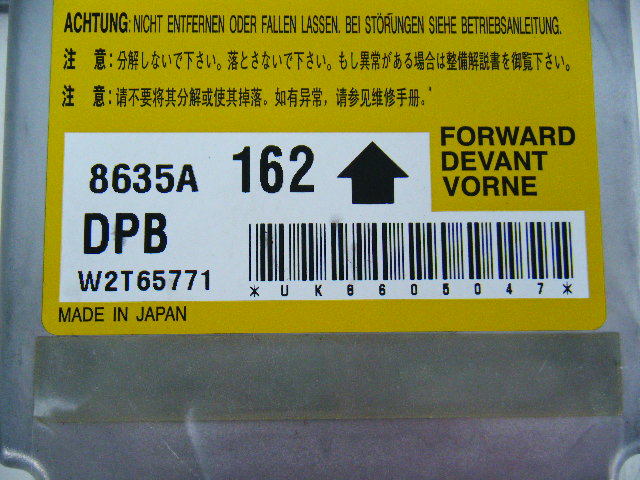 ACHTUNG: NICHT ENTFERNEN ODER FALLEN LASSEN. BEI STÖRUNGEN SIEHE BETRIEBSANLEITUNG.
注 意: 分解しないで下さい。落とさないで下さい。もし異常がある場合は整備解説書を御覧下さい。
注 意: 请不要将其分解或使其掉落。如有异常，请参见维修手册。
8635A 162
FORWARD
DEVANT
VORNE
DPB
W2T65771
*UK6605047*
MADE IN JAPAN